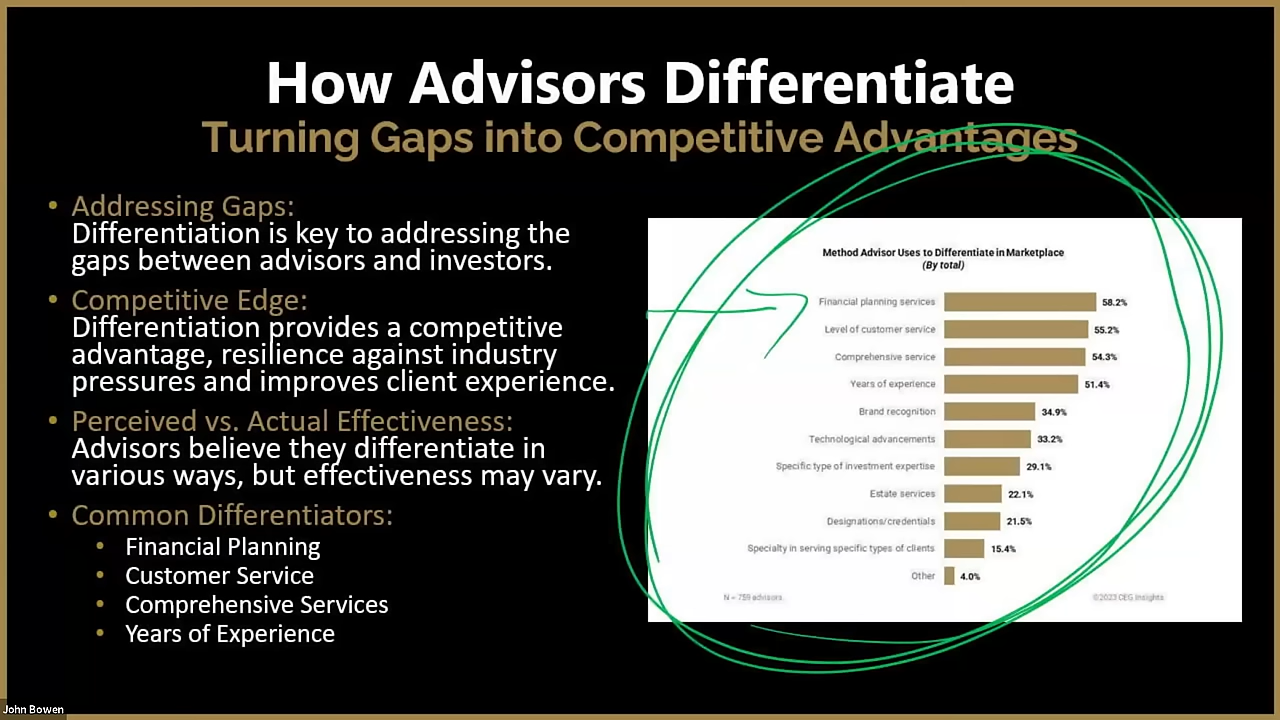 How Advisors Differentiate
Turning Gaps into Competitive Advantages
• Addressing Gaps:
Differentiation is key to addressing the
gaps between advisors and investors.
• Competitive Edge:
Differentiation provides a competitive
advantage, resilience against industry
pressures and improves client experience.
• Perceived vs. Actual Effectiveness:
Advisors believe they differentiate in
various ways, but effectiveness may vary.
• Common Differentiators:
• Financial Planning
• Customer Service
• Comprehensive Services
• Years of Experience
Method Advisor Uses to Differentiate in Marketplace
(By total)
Financial planning services 58.2%
Level of customer service 55.2%
Comprehensive service 54.3%
Years of experience 51.4%
Brand recognition 34.9%
Technological advancements 33.2%
Specific type of investment expertise 29.1%
Estate services 22.1%
Designations/credentials 21.5%
Specialty in serving specific types of clients 15.4%
Other 4.0%
N = 759 advisors.
©2023 CEG Insights
John Bowen